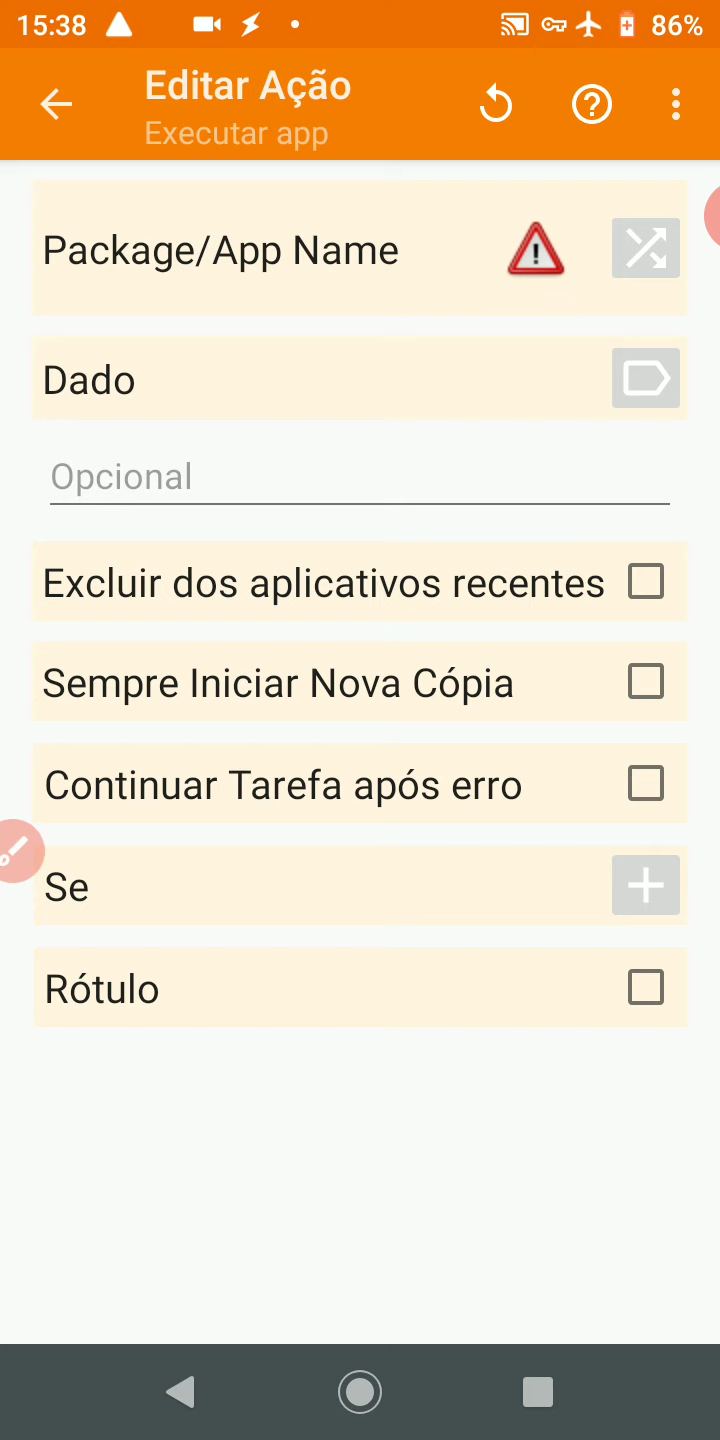 15:38 86%
Editar Ação
Executar app
Package/App Name
Dado
Opcional
Excluir dos aplicativos recentes
Sempre Iniciar Nova Cópia
Continuar Tarefa após erro
Se
Rótulo